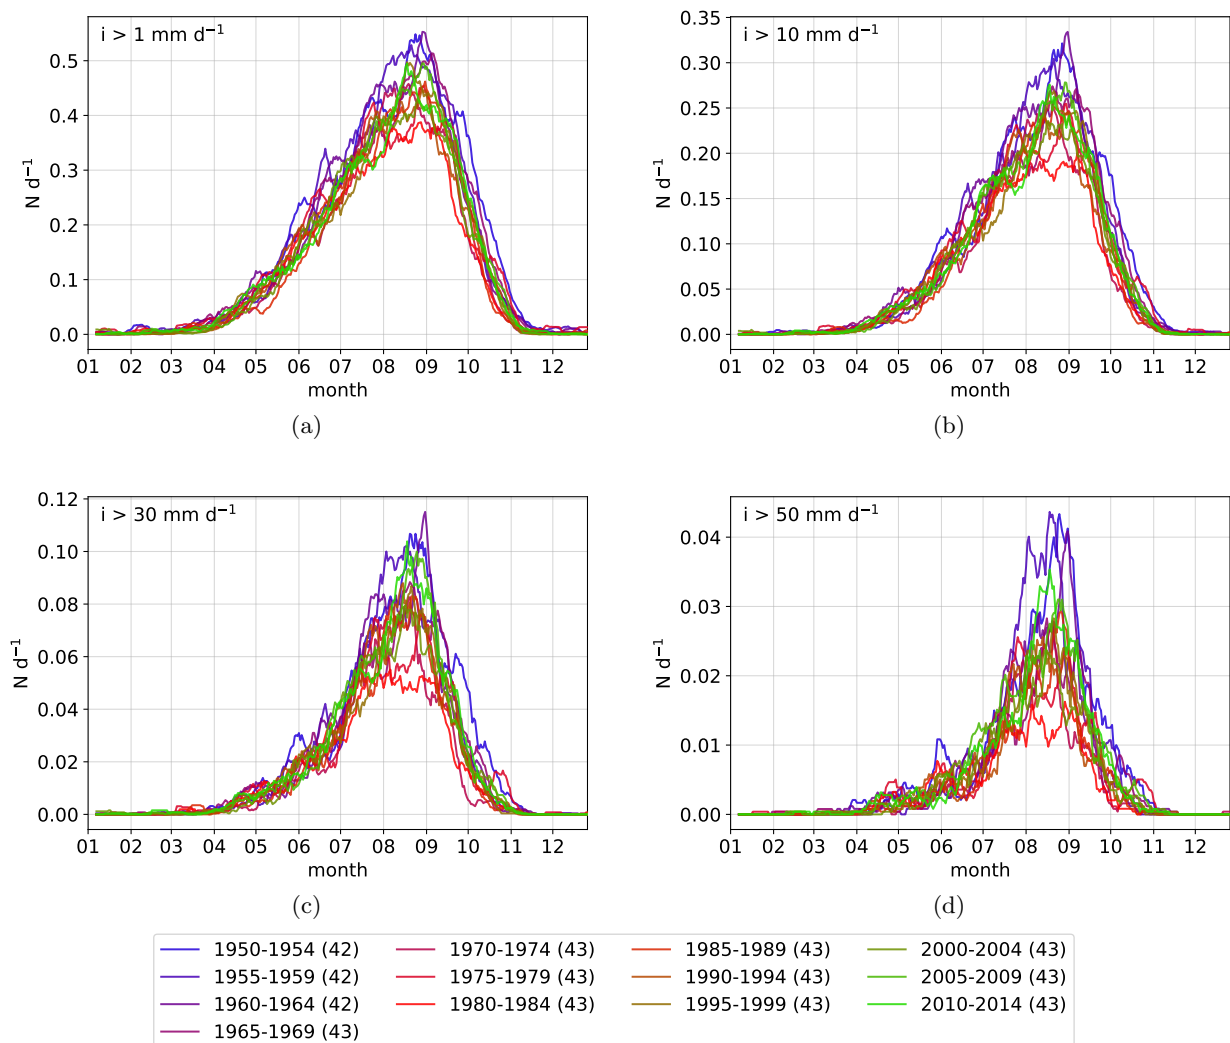 i > 1 mm d⁻¹
N d⁻¹
0.5
0.4
0.3
0.2
0.1
0.0
01 02 03 04 05 06 07 08 09 10 11 12
month
(a)
i > 10 mm d⁻¹
N d⁻¹
0.35
0.30
0.25
0.20
0.15
0.10
0.05
0.00
01 02 03 04 05 06 07 08 09 10 11 12
month
(b)
i > 30 mm d⁻¹
N d⁻¹
0.12
0.10
0.08
0.06
0.04
0.02
0.00
01 02 03 04 05 06 07 08 09 10 11 12
month
(c)
i > 50 mm d⁻¹
N d⁻¹
0.04
0.03
0.02
0.01
0.00
01 02 03 04 05 06 07 08 09 10 11 12
month
(d)
1950-1954 (42)
1955-1959 (42)
1960-1964 (42)
1965-1969 (43)
1970-1974 (43)
1975-1979 (43)
1980-1984 (43)
1985-1989 (43)
1990-1994 (43)
1995-1999 (43)
2000-2004 (43)
2005-2009 (43)
2010-2014 (43)